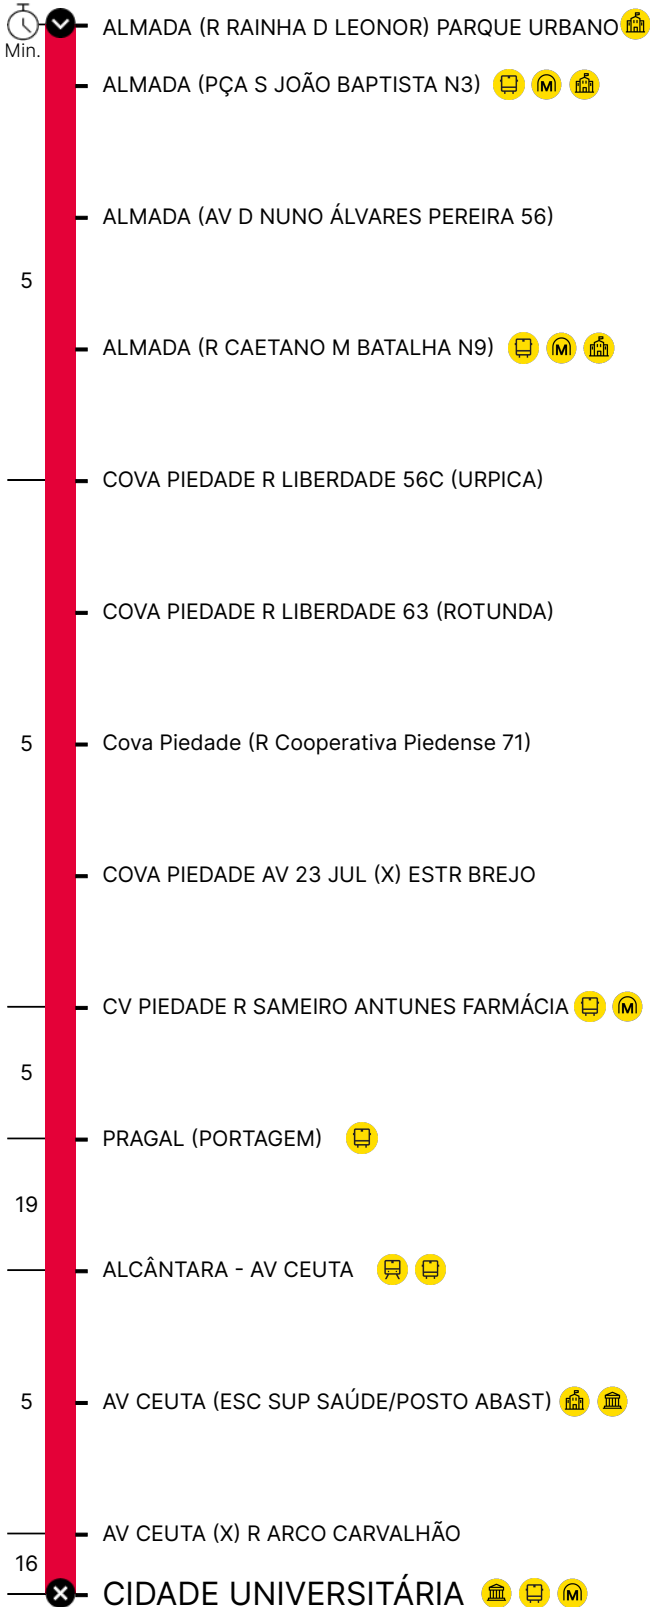 ALMADA (R RAINHA D LEONOR) PARQUE URBANO
Min.
ALMADA (PÇA S JOÃO BAPTISTA N3) M
ALMADA (AV D NUNO ÁLVARES PEREIRA 56)
5
ALMADA (R CAETANO M BATALHA N9) M
COVA PIEDADE R LIBERDADE 56C (URPICA)
COVA PIEDADE R LIBERDADE 63 (ROTUNDA)
5 Cova Piedade (R Cooperativa Piedense 71)
COVA PIEDADE AV 23 JUL (X) ESTR BREJO
CV PIEDADE R SAMEIRO ANTUNES FARMÁCIA M
5
PRAGAL (PORTAGEM)
19
ALCÂNTARA - AV CEUTA
5 AV CEUTA (ESC SUP SAÚDE/POSTO ABAST)
AV CEUTA (X) R ARCO CARVALHÃO
16
CIDADE UNIVERSITÁRIA M